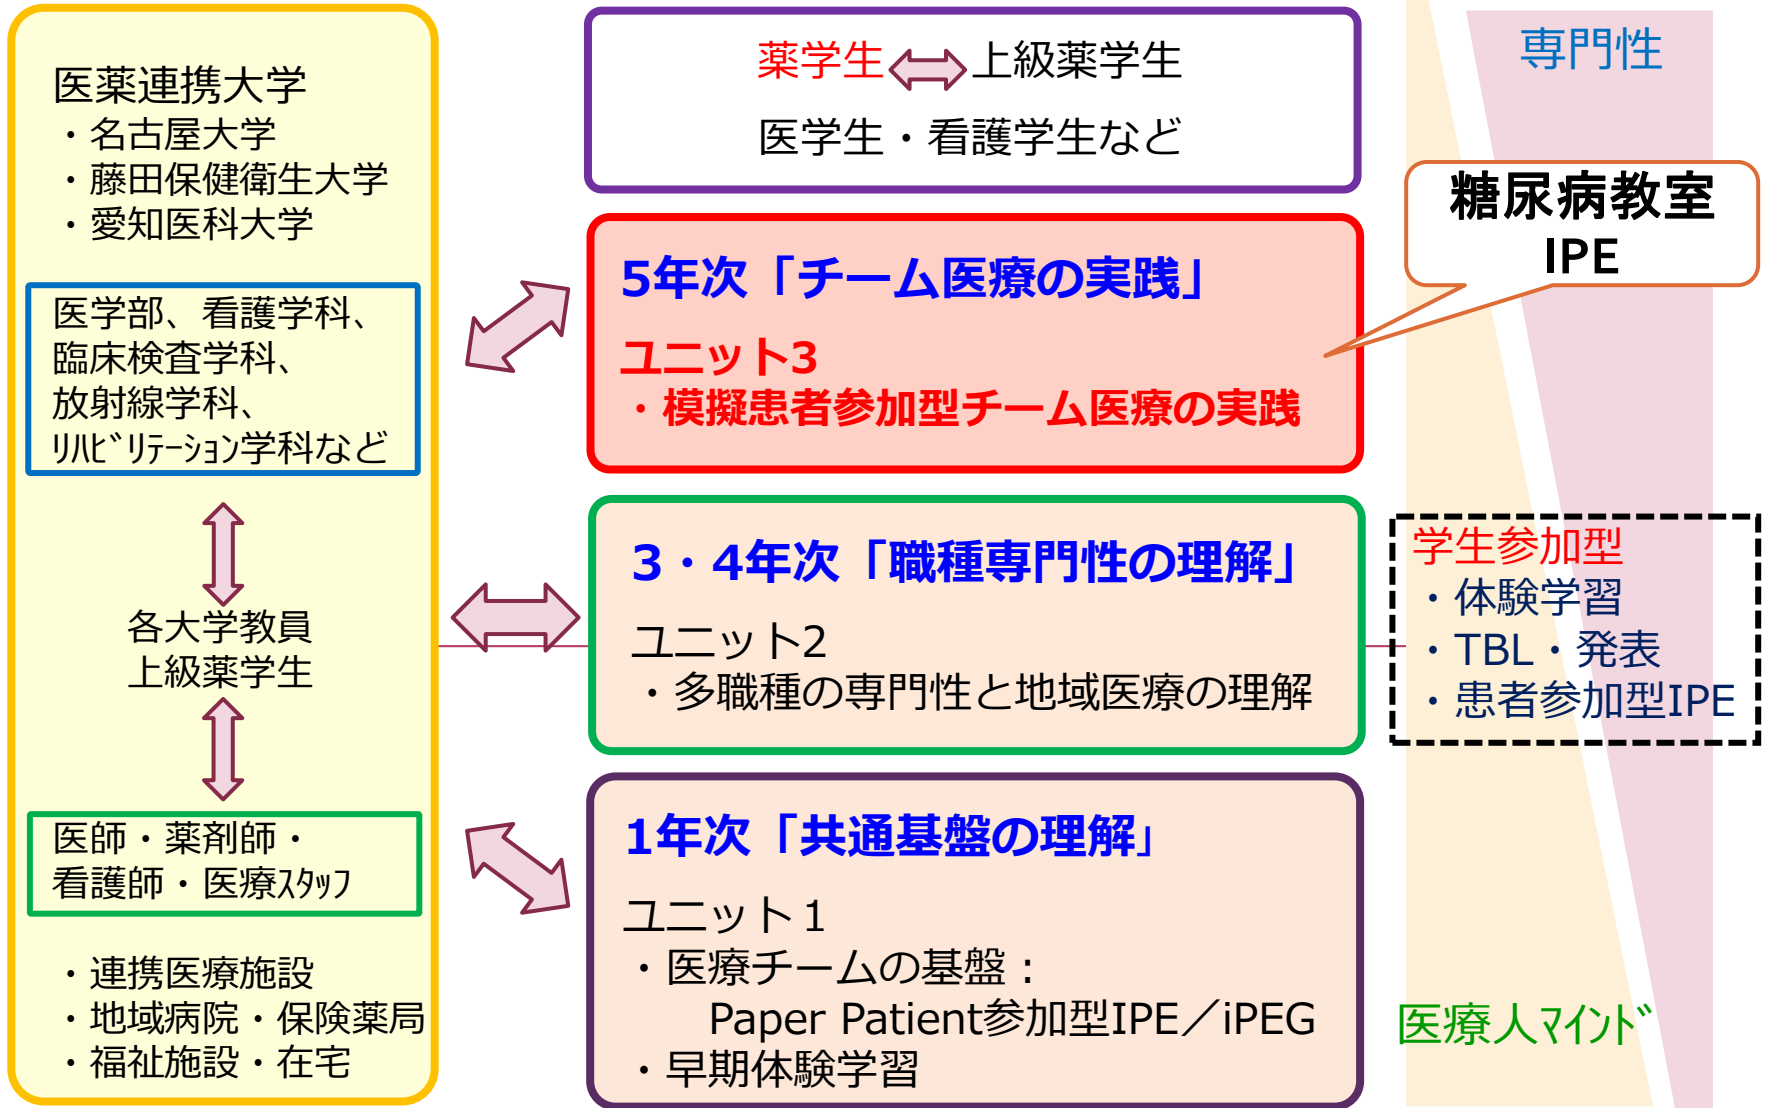 医薬連携大学
・名古屋大学
・藤田保健衛生大学
・愛知医科大学
医学部、看護学科、
臨床検査学科、
放射線学科、
ﾘﾊﾋﾞﾘﾃｰｼｮﾝ学科など
各大学教員
上級薬学生
医師・薬剤師・
看護師・医療ｽﾀｯﾌ
・連携医療施設
・地域病院・保険薬局
・福祉施設・在宅
薬学生 上級薬学生
医学生・看護学生など
5年次「チーム医療の実践」
ユニット3
・模擬患者参加型チーム医療の実践
3・4年次「職種専門性の理解」
ユニット2
・多職種の専門性と地域医療の理解
1年次「共通基盤の理解」
ユニット１
・医療チームの基盤：
Paper Patient参加型IPE／iPEG
・早期体験学習
専門性
糖尿病教室
IPE
学生参加型
・体験学習
・TBL・発表
・患者参加型IPE
医療人ﾏｲﾝﾄﾞ